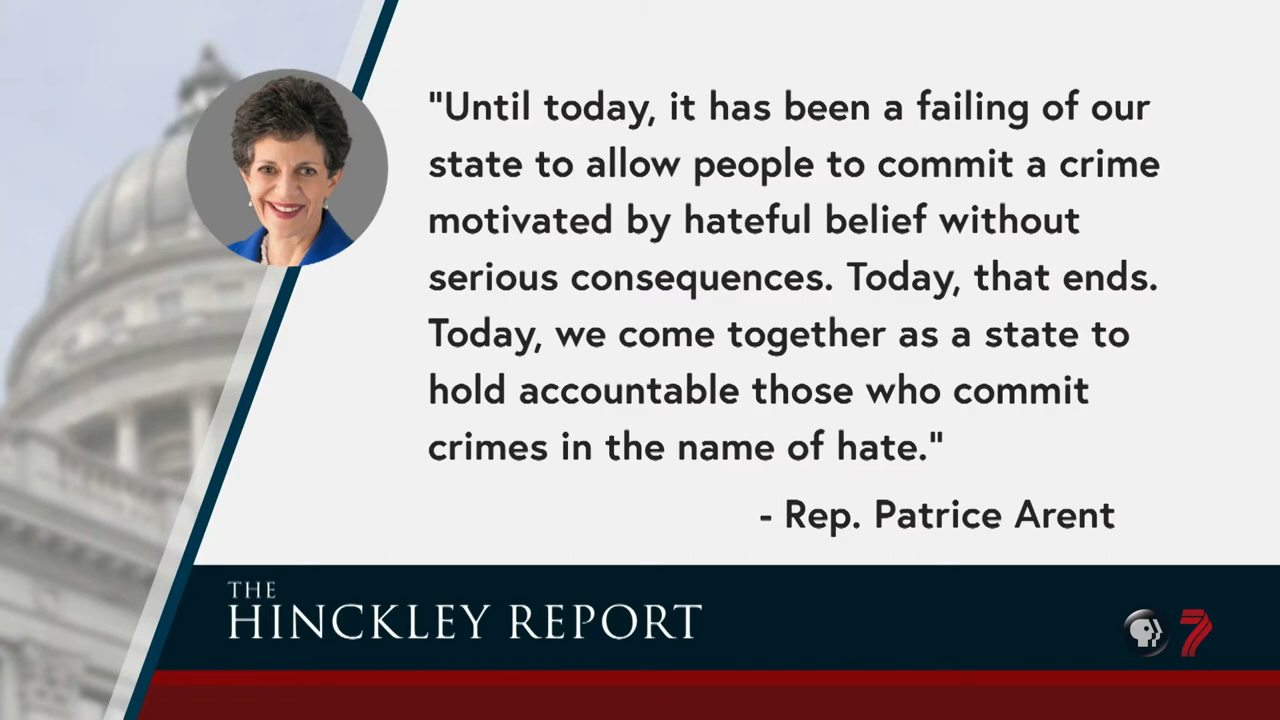 "Until today, it has been a failing of our
state to allow people to commit a crime
motivated by hateful belief without
serious consequences. Today, that ends.
Today, we come together as a state to
hold accountable those who commit
crimes in the name of hate."
- Rep. Patrice Arent
THE
HINCKLEY REPORT
7